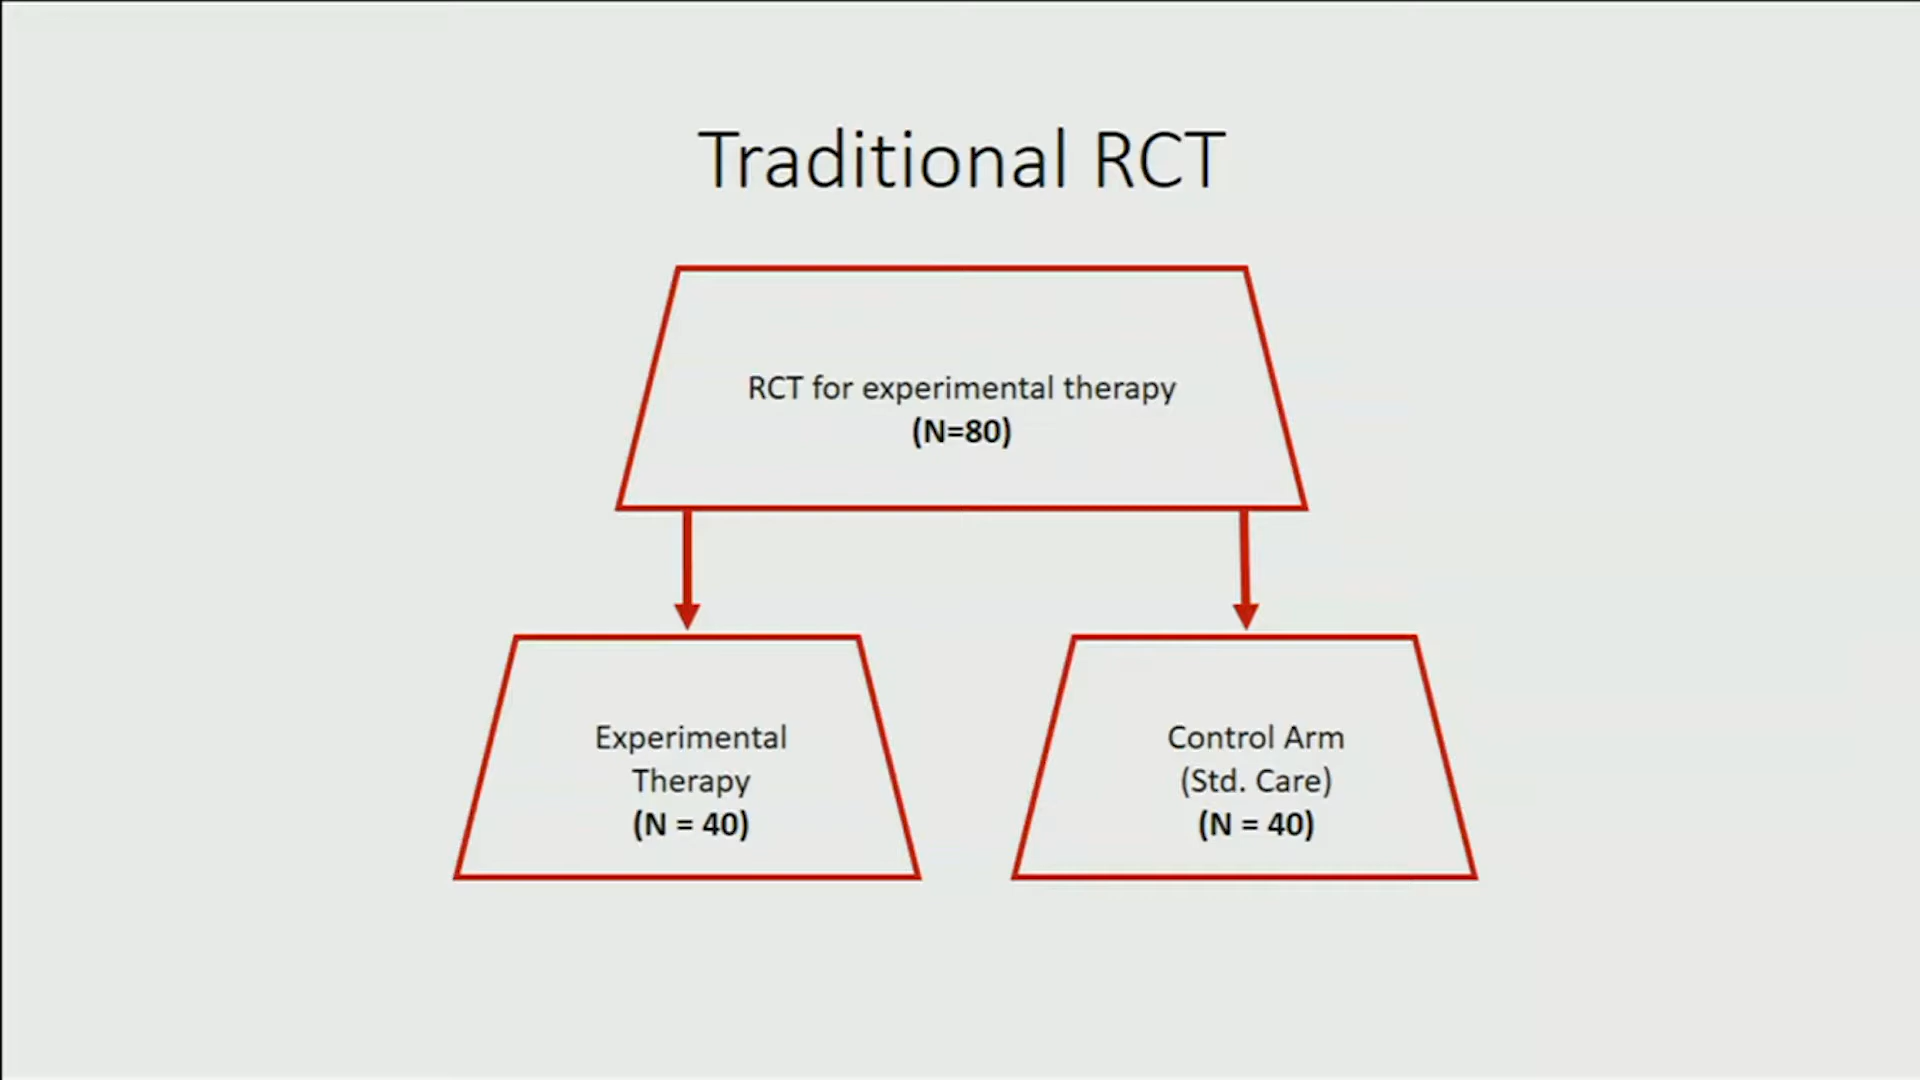 Traditional RCT
RCT for experimental therapy
(N=80)
Experimental
Therapy
(N = 40)
Control Arm
(Std. Care)
(N = 40)